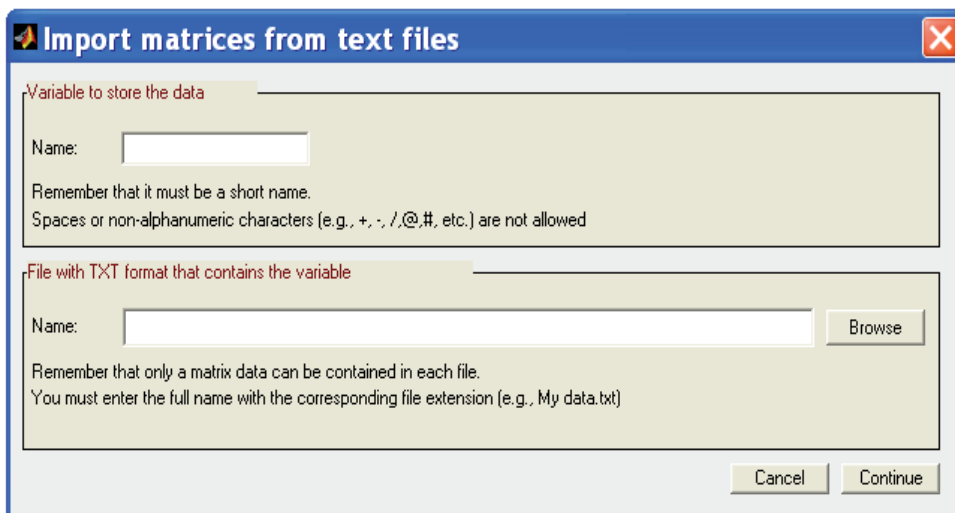 Import matrices from text files
Variable to store the data
Name:
Remember that it must be a short name.
Spaces or non-alphanumeric characters (e.g., +, -, /,@,#, etc.) are not allowed
File with TXT format that contains the variable
Name:
Browse
Remember that only a matrix data can be contained in each file.
You must enter the full name with the corresponding file extension (e.g., My data.txt)
Cancel
Continue